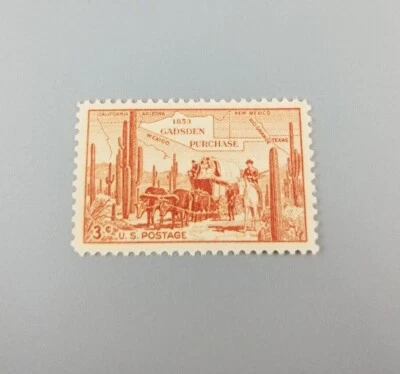 CALIFORNIA ARIZONA NEW MEXICO
1853
GADSDEN
MEXICO PURCHASE TEXAS
3¢ U.S. POSTAGE